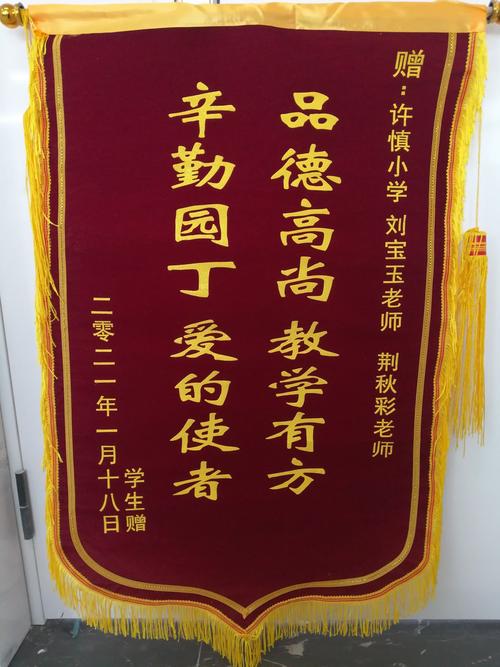 赠：许慎小学 刘宝玉老师 荆秋彩老师
品德高尚 教学有方
辛勤园丁 爱的使者
学生赠
二零二一年一月十八日